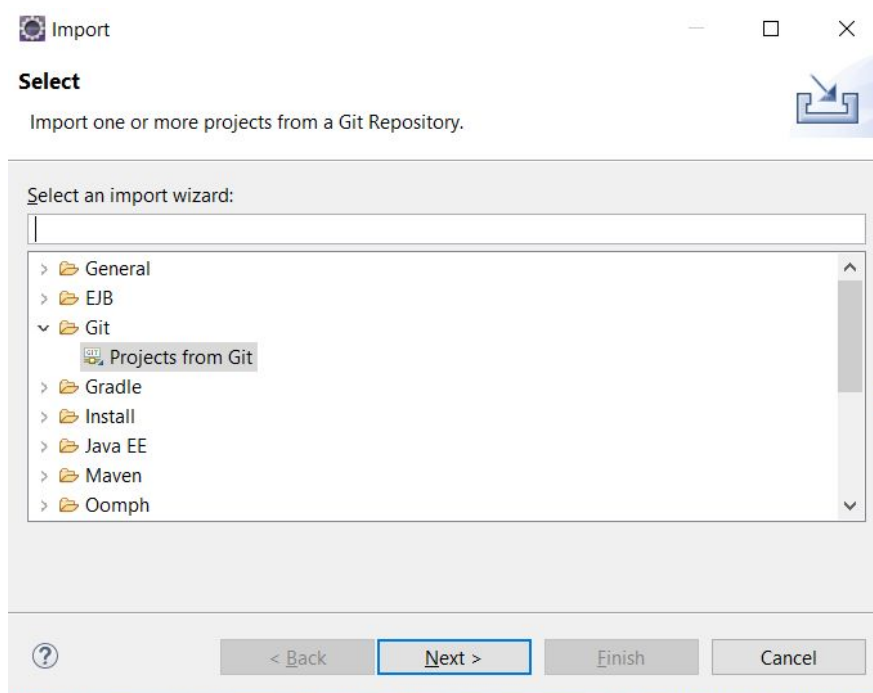 Import
Select
Import one or more projects from a Git Repository.
Select an import wizard:
General
EJB
Git
Projects from Git
Gradle
Install
Java EE
Maven
Oomph
? < Back Next > Finish Cancel